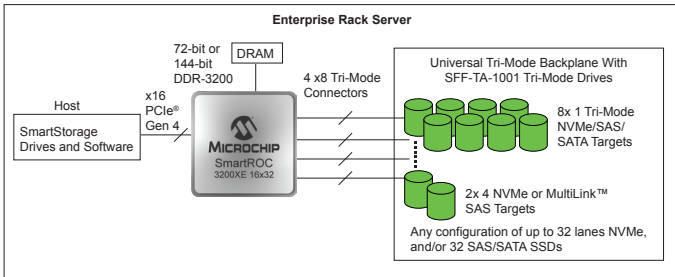 Enterprise Rack Server
72-bit or
144-bit
DDR-3200
DRAM
Host
SmartStorage
Drives and Software
x16
PCIe®
Gen 4
MICROCHIP
SmartROC
3200XE 16x32
4 x8 Tri-Mode
Connectors
Universal Tri-Mode Backplane With
SFF-TA-1001 Tri-Mode Drives
8x 1 Tri-Mode
NVMe/SAS/
SATA Targets
2x 4 NVMe or MultiLink™
SAS Targets
Any configuration of up to 32 lanes NVMe,
and/or 32 SAS/SATA SSDs